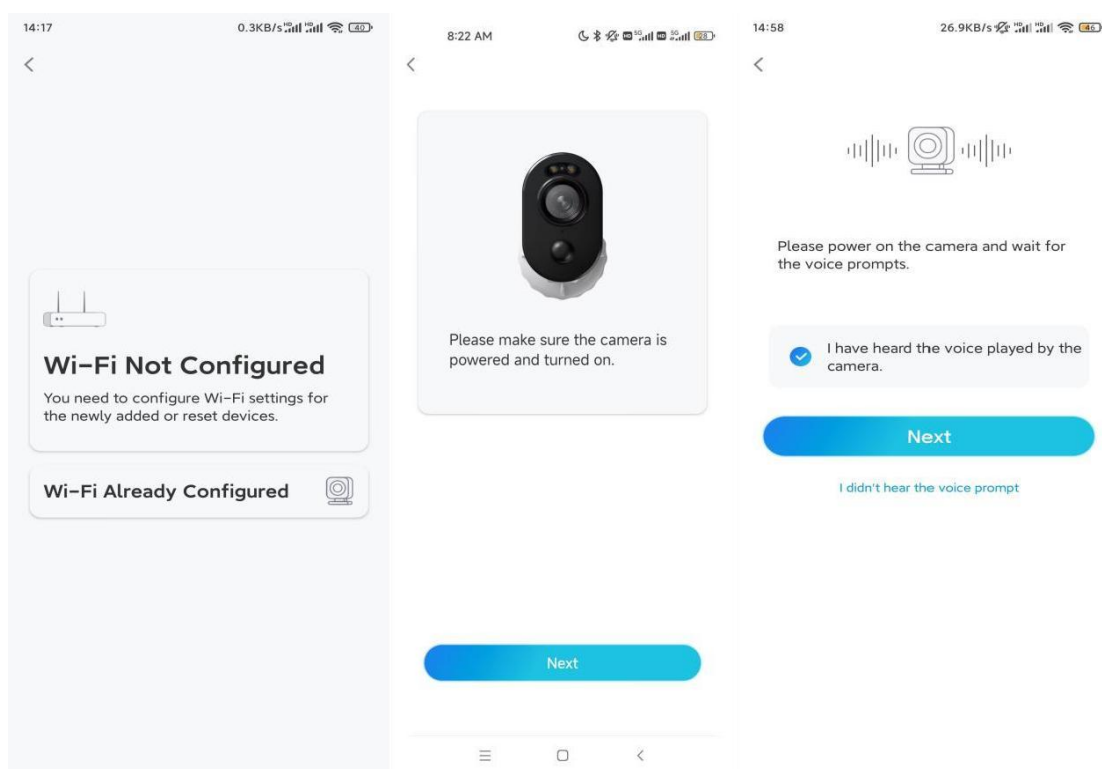 14:17
0.3KB/s
40
Wi-Fi Not Configured
You need to configure Wi-Fi settings for
the newly added or reset devices.
Wi-Fi Already Configured
8:22 AM
Please make sure the camera is
powered and turned on.
Next
14:58
26.9KB/s
46
Please power on the camera and wait for
the voice prompts.
I have heard the voice played by the
camera.
Next
I didn't hear the voice prompt